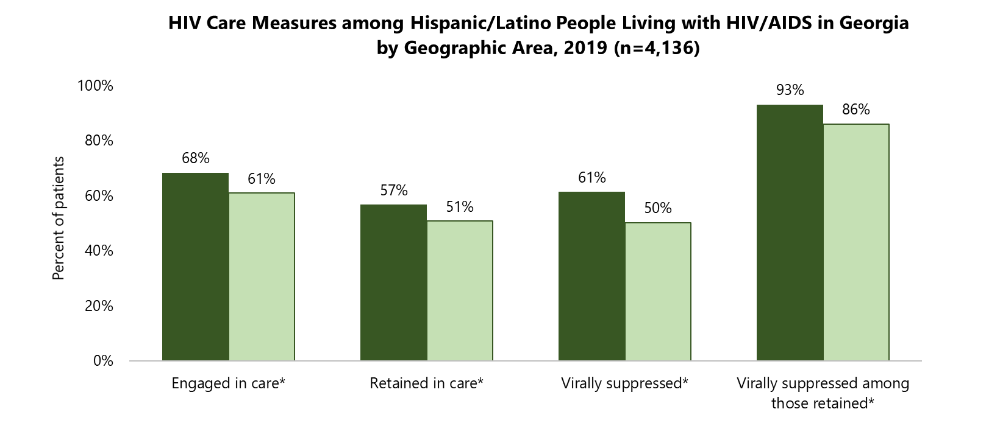 HIV Care Measures among Hispanic/Latino People Living with HIV/AIDS in Georgia
by Geographic Area, 2019 (n=4,136)
100%
80%
60%
40%
20%
0%
Percent of patients
68%
61%
57%
51%
61%
50%
93%
86%
Engaged in care*
Retained in care*
Virally suppressed*
Virally suppressed among
those retained*